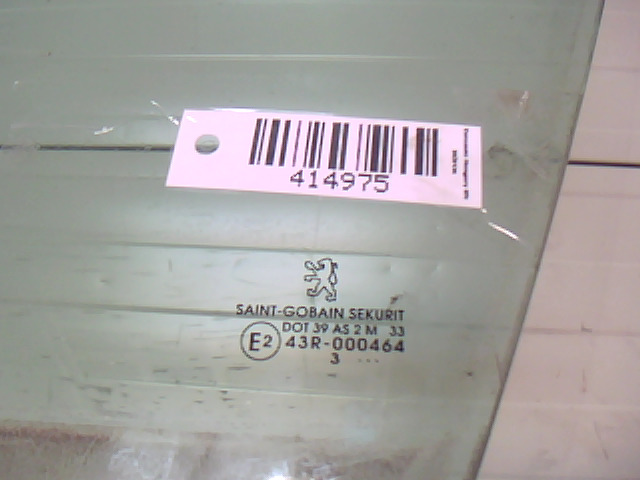 414975
SAINT-GOBAIN SEKURIT
DOT 39 AS 2 M 33
E2 43R-000464
3 ...